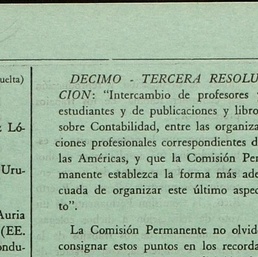 uelta)
z Ló-
Uru-
Auria
(EE.
ondu-
DECIMO - TERCERA RESOLU
CION: "Intercambio de profesores
estudiantes y de publicaciones y libro
sobre Contabilidad, entre las organiza
ciones profesionales correspondientes d
las Américas, y que la Comisión Per
manente establezca la forma más ade
cuada de organizar este último aspec
to".
La Comisión Permanente no olvid
consignar estos puntos en los recorda